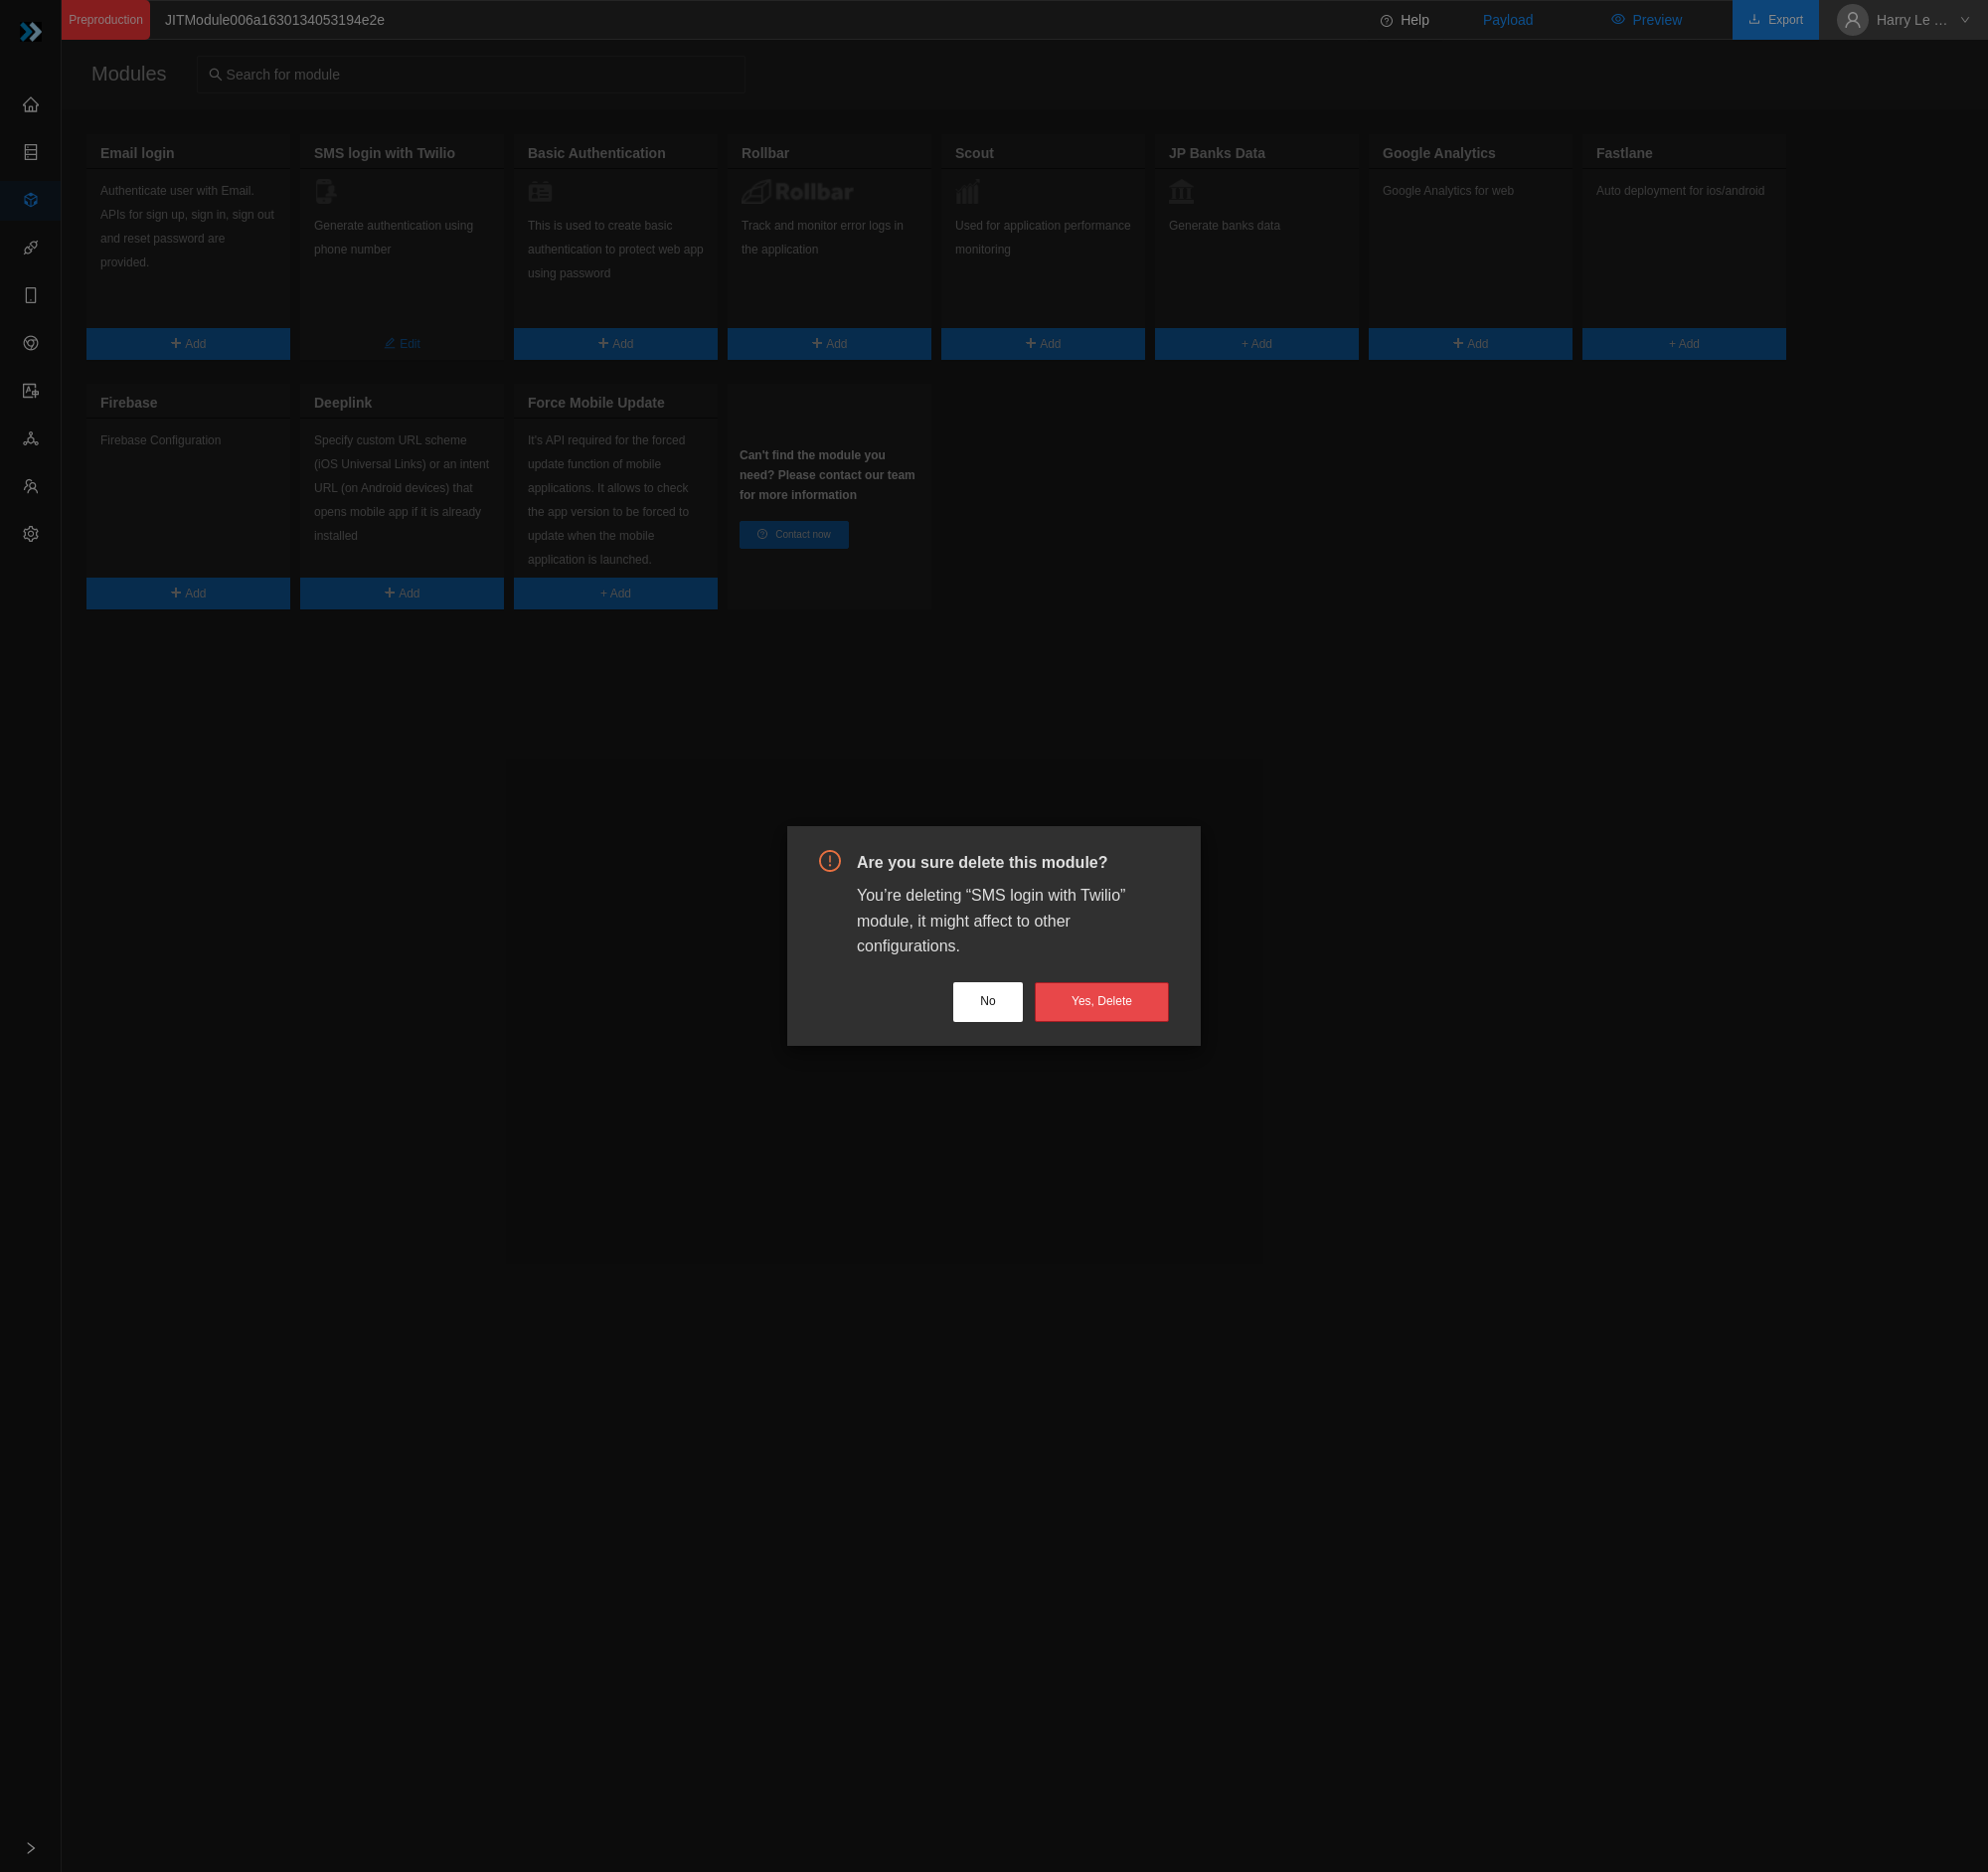 Preproduction
JITModule006a1630134053194e2e
Help
Payload
Preview
Export
Harry Le ...
Modules
Search for module
Email login
Authenticate user with Email.
APIs for sign up, sign in, sign out
and reset password are
provided.
Add
SMS login with Twilio
Generate authentication using
phone number
Edit
Basic Authentication
This is used to create basic
authentication to protect web app
using password
Add
Rollbar
Rollbar
Track and monitor error logs in
the application
Add
Scout
Used for application performance
monitoring
Add
JP Banks Data
Generate banks data
+ Add
Google Analytics
Google Analytics for web
Add
Fastlane
Auto deployment for ios/android
+ Add
Firebase
Firebase Configuration
Add
Deeplink
Specify custom URL scheme
(iOS Universal Links) or an intent
URL (on Android devices) that
opens mobile app if it is already
installed
Add
Force Mobile Update
It's API required for the forced
update function of mobile
applications. It allows to check
the app version to be forced to
update when the mobile
application is launched.
+ Add
Can't find the module you
need? Please contact our team
for more information
Contact now
Are you sure delete this module?
You’re deleting “SMS login with Twilio”
module, it might affect to other
configurations.
No
Yes, Delete